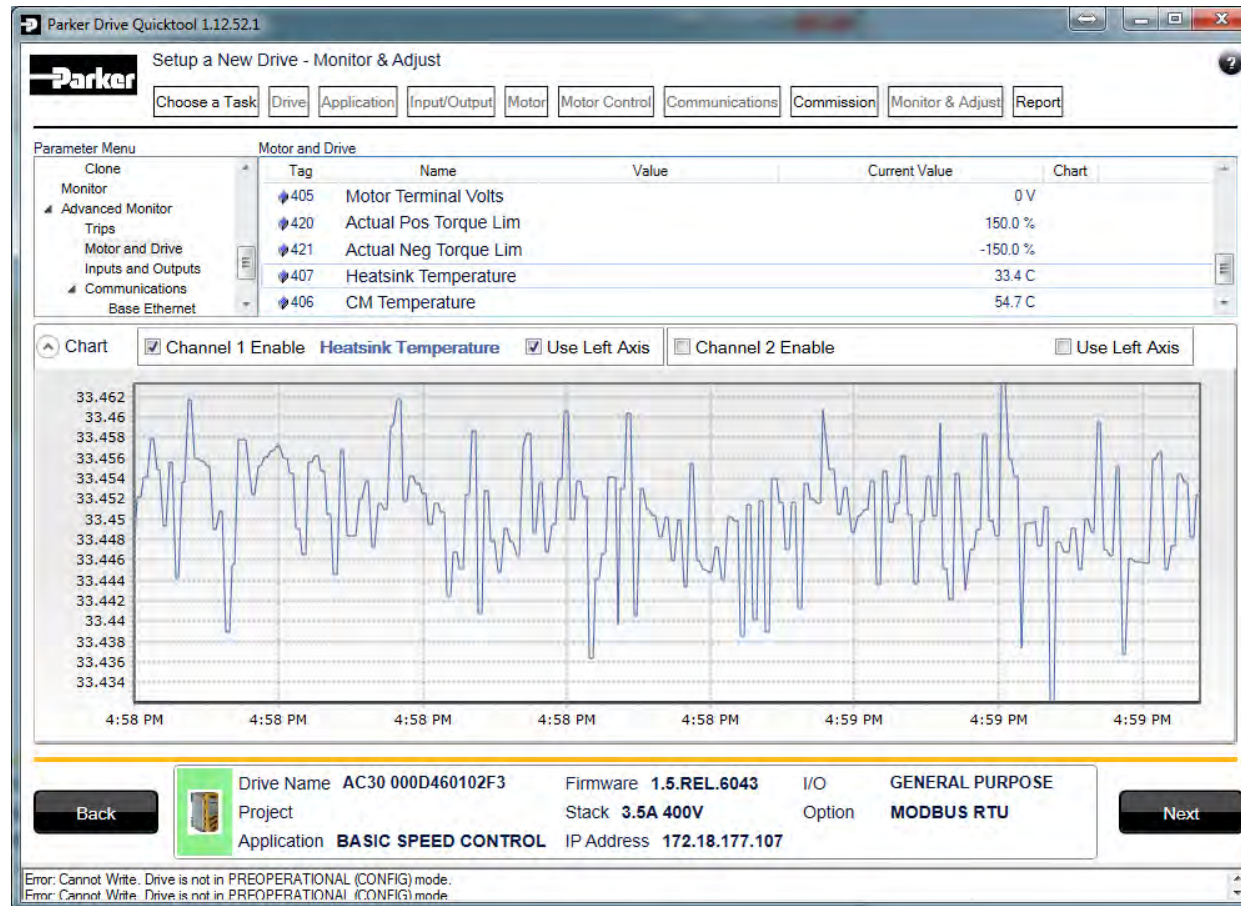 Parker Drive Quicktool 1.12.52.1
Parker
Setup a New Drive - Monitor & Adjust
?
Choose a Task Drive Application Input/Output Motor Motor Control Communications Commission Monitor & Adjust Report
Parameter Menu
Clone
Monitor
Advanced Monitor
Trips
Motor and Drive
Inputs and Outputs
Communications
Base Ethernet
Motor and Drive
Tag Name Value Current Value Chart
405 Motor Terminal Volts 0 V
420 Actual Pos Torque Lim 150.0 %
421 Actual Neg Torque Lim -150.0 %
407 Heatsink Temperature 33.4 C
406 CM Temperature 54.7 C
Chart Channel 1 Enable Heatsink Temperature Use Left Axis Channel 2 Enable Use Left Axis
33.462
33.46
33.458
33.456
33.454
33.452
33.45
33.448
33.446
33.444
33.442
33.44
33.438
33.436
33.434
4:58 PM 4:58 PM 4:58 PM 4:58 PM 4:58 PM 4:59 PM 4:59 PM 4:59 PM
Back
Drive Name AC30 000D460102F3 Firmware 1.5.REL.6043 I/O GENERAL PURPOSE
Project Stack 3.5A 400V Option MODBUS RTU
Application BASIC SPEED CONTROL IP Address 172.18.177.107
Next
Error: Cannot Write. Drive is not in PREOPERATIONAL (CONFIG) mode.
Error: Cannot Write. Drive is not in PREOPERATIONAL (CONFIG) mode.